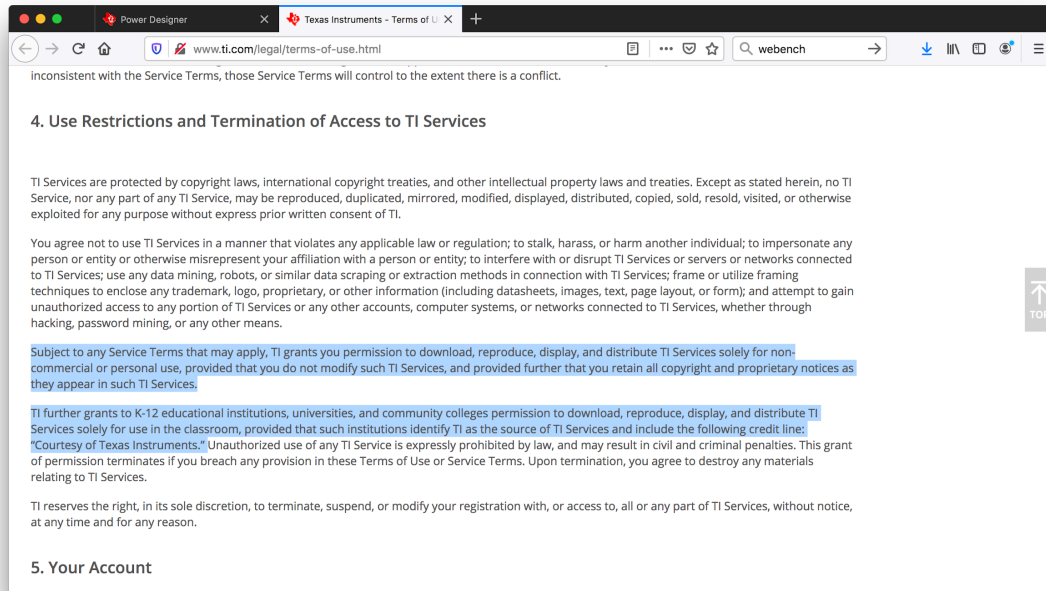 Power Designer
Texas Instruments - Terms of U
www.ti.com/legal/terms-of-use.html
webench
inconsistent with the Service Terms, those Service Terms will control to the extent there is a conflict.
4. Use Restrictions and Termination of Access to TI Services
TI Services are protected by copyright laws, international copyright treaties, and other intellectual property laws and treaties. Except as stated herein, no TI
Service, nor any part of any TI Service, may be reproduced, duplicated, mirrored, modified, displayed, distributed, copied, sold, resold, visited, or otherwise
exploited for any purpose without express prior written consent of TI.
You agree not to use TI Services in a manner that violates any applicable law or regulation; to stalk, harass, or harm another individual; to impersonate any
person or entity or otherwise misrepresent your affiliation with a person or entity; to interfere with or disrupt TI Services or servers or networks connected
to TI Services; use any data mining, robots, or similar data scraping or extraction methods in connection with TI Services; frame or utilize framing
techniques to enclose any trademark, logo, proprietary, or other information (including datasheets, images, text, page layout, or form); and attempt to gain
unauthorized access to any portion of TI Services or any other accounts, computer systems, or networks connected to TI Services, whether through
hacking, password mining, or any other means.
Subject to any Service Terms that may apply, TI grants you permission to download, reproduce, display, and distribute TI Services solely for non-
commercial or personal use, provided that you do not modify such TI Services, and provided further that you retain all copyright and proprietary notices as
they appear in such TI Services.
TI further grants to K-12 educational institutions, universities, and community colleges permission to download, reproduce, display, and distribute TI
Services solely for use in the classroom, provided that such institutions identify TI as the source of TI Services and include the following credit line:
“Courtesy of Texas Instruments.” Unauthorized use of any TI Service is expressly prohibited by law, and may result in civil and criminal penalties. This grant
of permission terminates if you breach any provision in these Terms of Use or Service Terms. Upon termination, you agree to destroy any materials
relating to TI Services.
TI reserves the right, in its sole discretion, to terminate, suspend, or modify your registration with, or access to, all or any part of TI Services, without notice,
at any time and for any reason.
5. Your Account